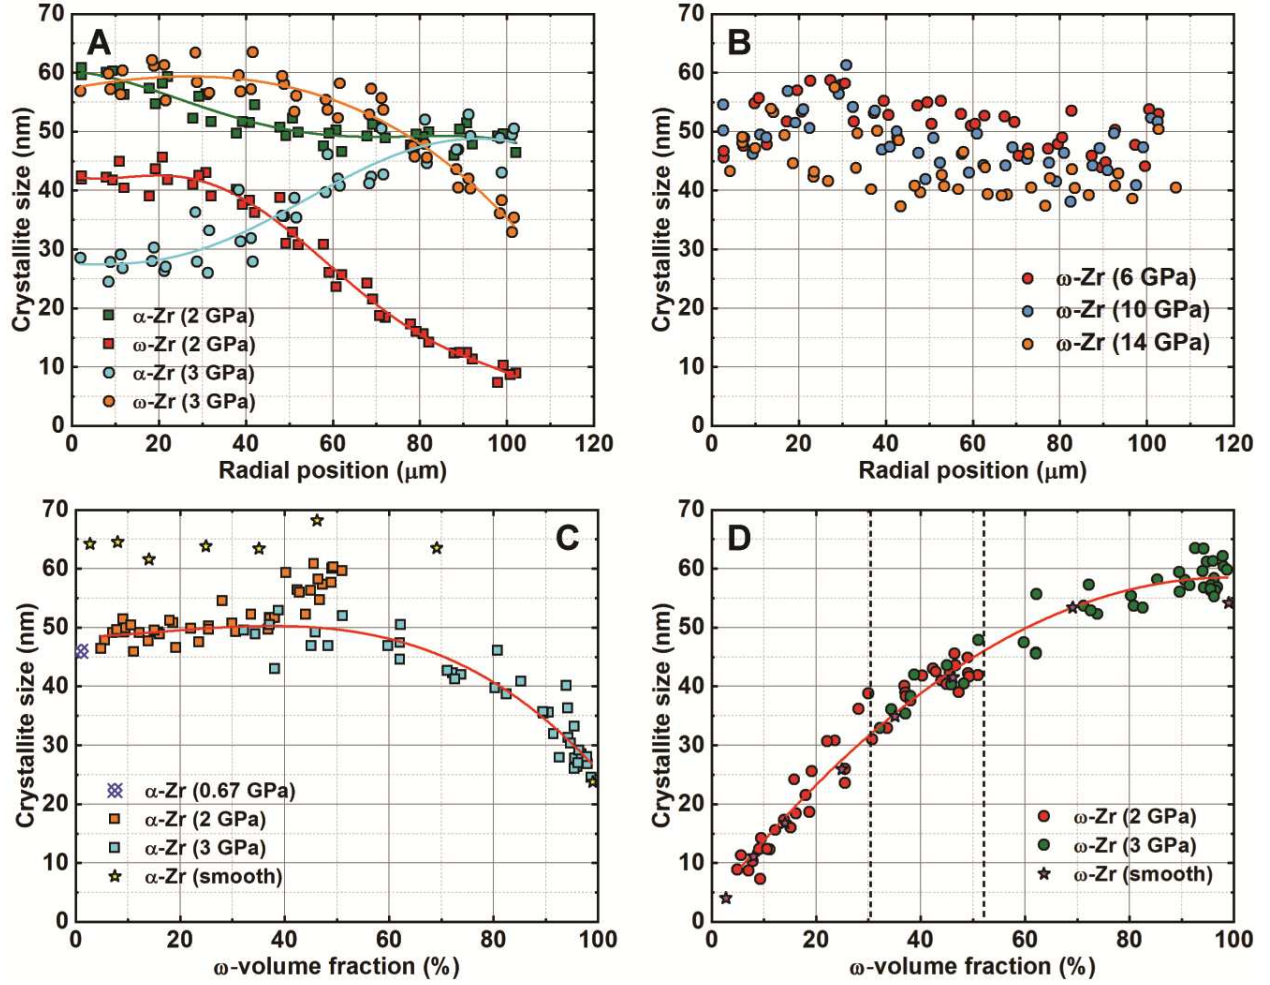 A
70
60
50
40
30
20
10
0
Crystallite size (nm)
α-Zr (2 GPa)
ω-Zr (2 GPa)
α-Zr (3 GPa)
ω-Zr (3 GPa)
0 20 40 60 80 100 120
Radial position (μm)
B
70
60
50
40
30
20
10
0
Crystallite size (nm)
ω-Zr (6 GPa)
ω-Zr (10 GPa)
ω-Zr (14 GPa)
0 20 40 60 80 100 120
Radial position (μm)
C
70
60
50
40
30
20
10
0
Crystallite size (nm)
α-Zr (0.67 GPa)
α-Zr (2 GPa)
α-Zr (3 GPa)
α-Zr (smooth)
0 20 40 60 80 100
ω-volume fraction (%)
D
70
60
50
40
30
20
10
0
Crystallite size (nm)
ω-Zr (2 GPa)
ω-Zr (3 GPa)
ω-Zr (smooth)
0 20 40 60 80 100
ω-volume fraction (%)